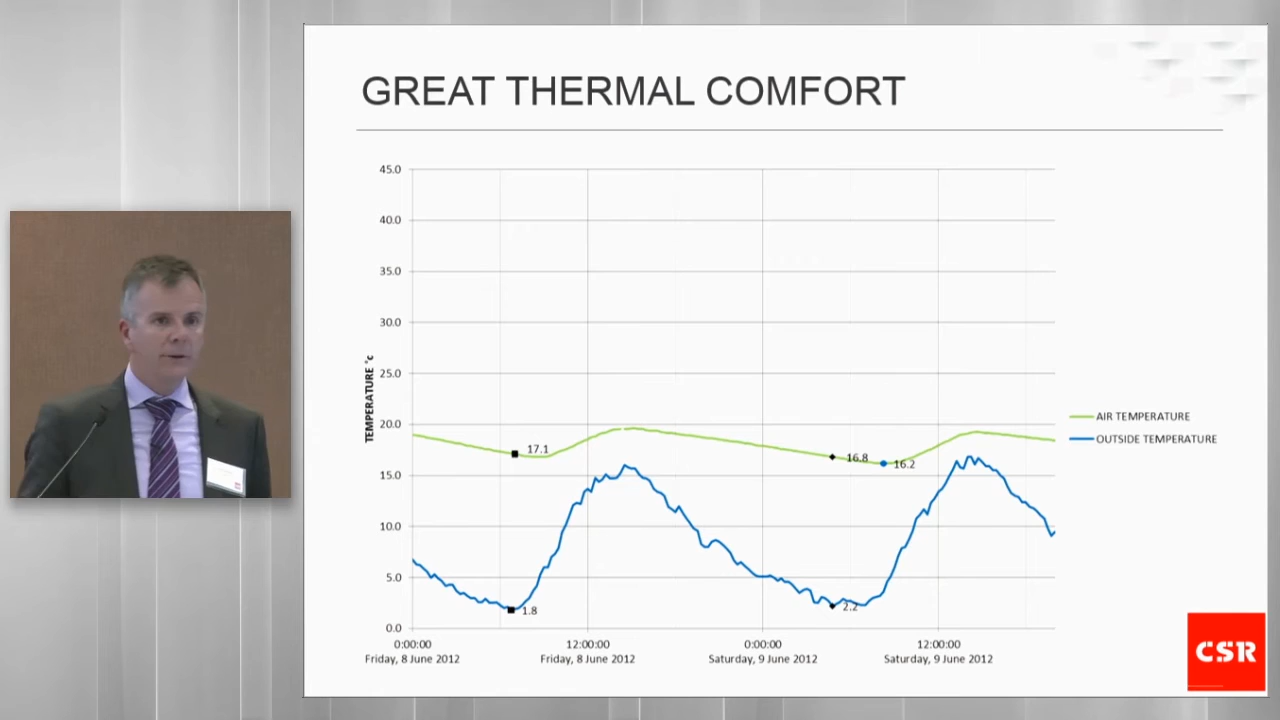 GREAT THERMAL COMFORT
45.0
40.0
35.0
30.0
25.0
20.0
15.0
10.0
5.0
0.0
TEMPERATURE °c
17.1
16.8
16.2
1.8
2.2
AIR TEMPERATURE
OUTSIDE TEMPERATURE
0:00:00
Friday, 8 June 2012
12:00:00
Friday, 8 June 2012
0:00:00
Saturday, 9 June 2012
12:00:00
Saturday, 9 June 2012
CSR